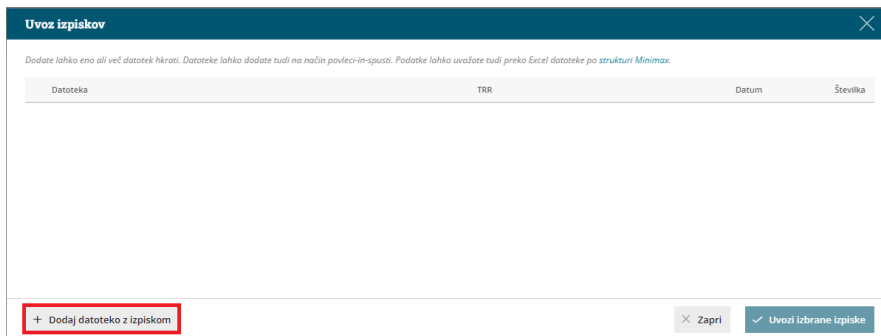 Uvoz izpiskov
Dodate lahko eno ali več datotek hkrati. Datoteke lahko dodate tudi na način povleci-in-spusti. Podatke lahko uvažate tudi preko Excel datoteke po strukturi Minimax.
Datoteka TRR Datum Številka
+ Dodaj datoteko z izpiskom Zapri Uvozi izbrane izpiske